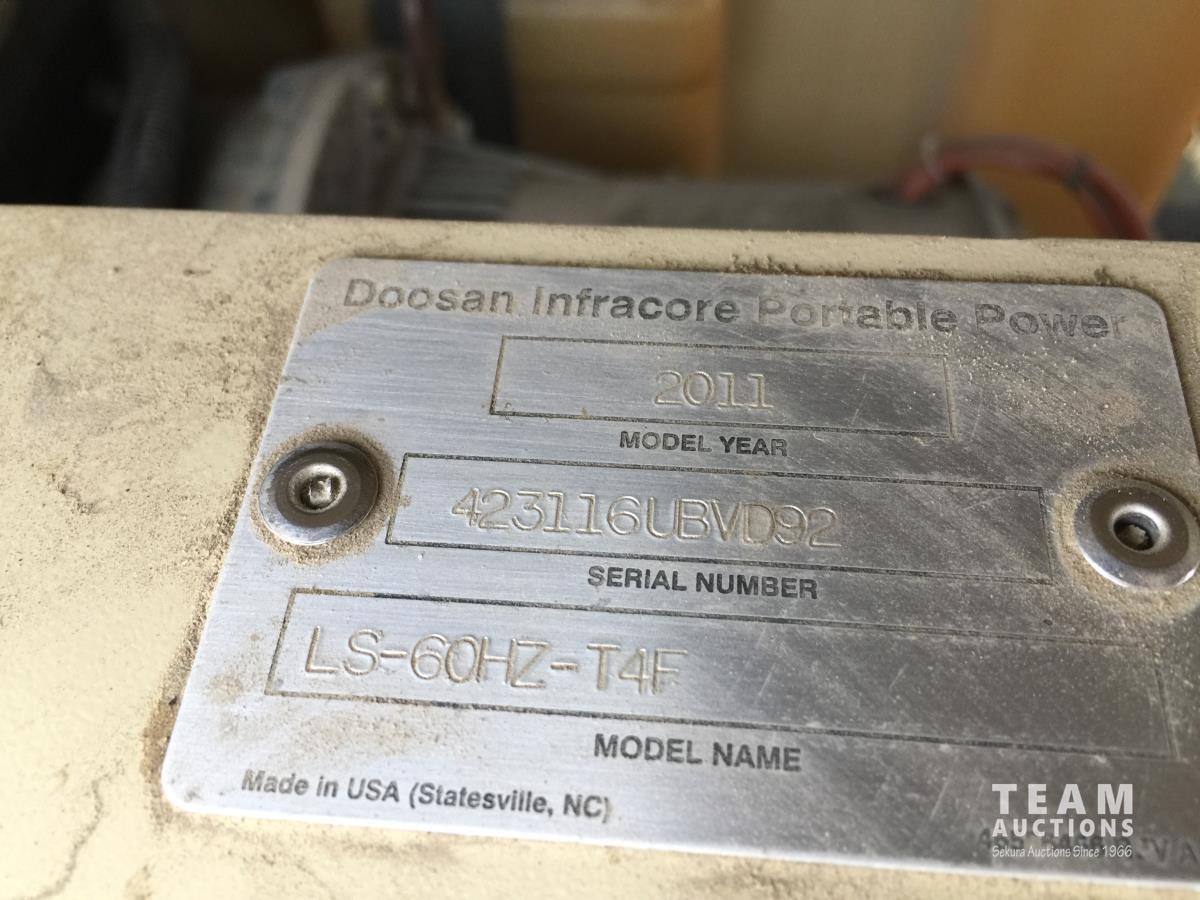 Doosan Infracore Portable Power
2011
MODEL YEAR
423116UBVD92
SERIAL NUMBER
LS-60HZ-T4F
MODEL NAME
Made in USA (Statesville, NC)
TEAM
AUCTIONS
Sekura Auctions Since 1966